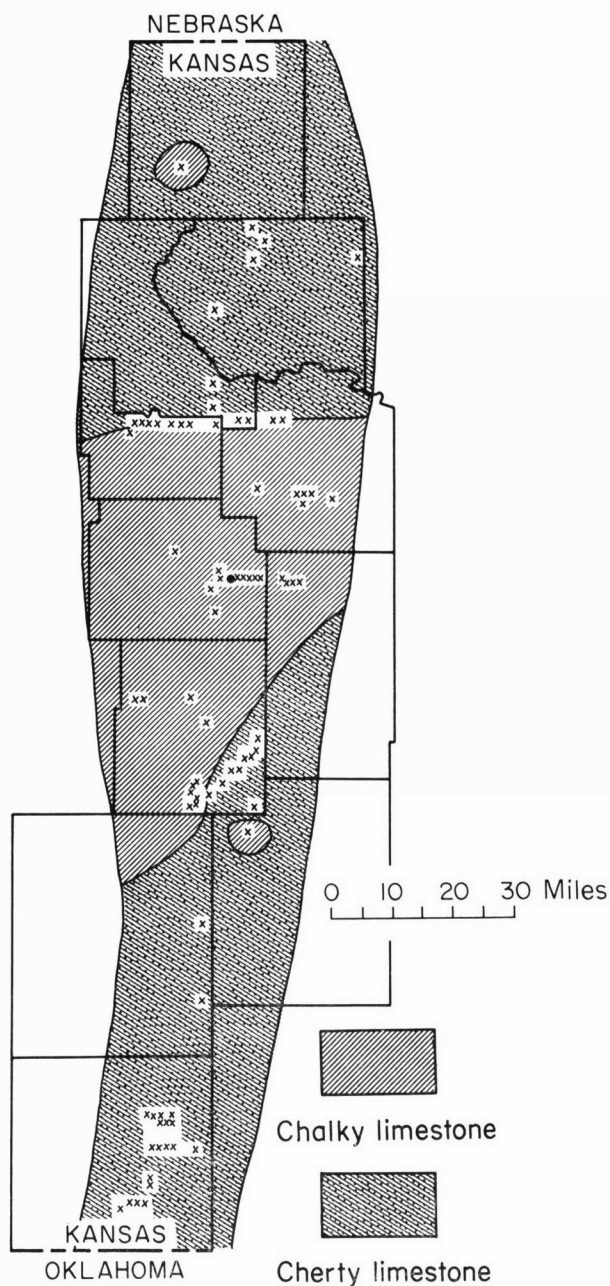 NEBRASKA
KANSAS
0 10 20 30 Miles
Chalky limestone
KANSAS
OKLAHOMA
Cherty limestone